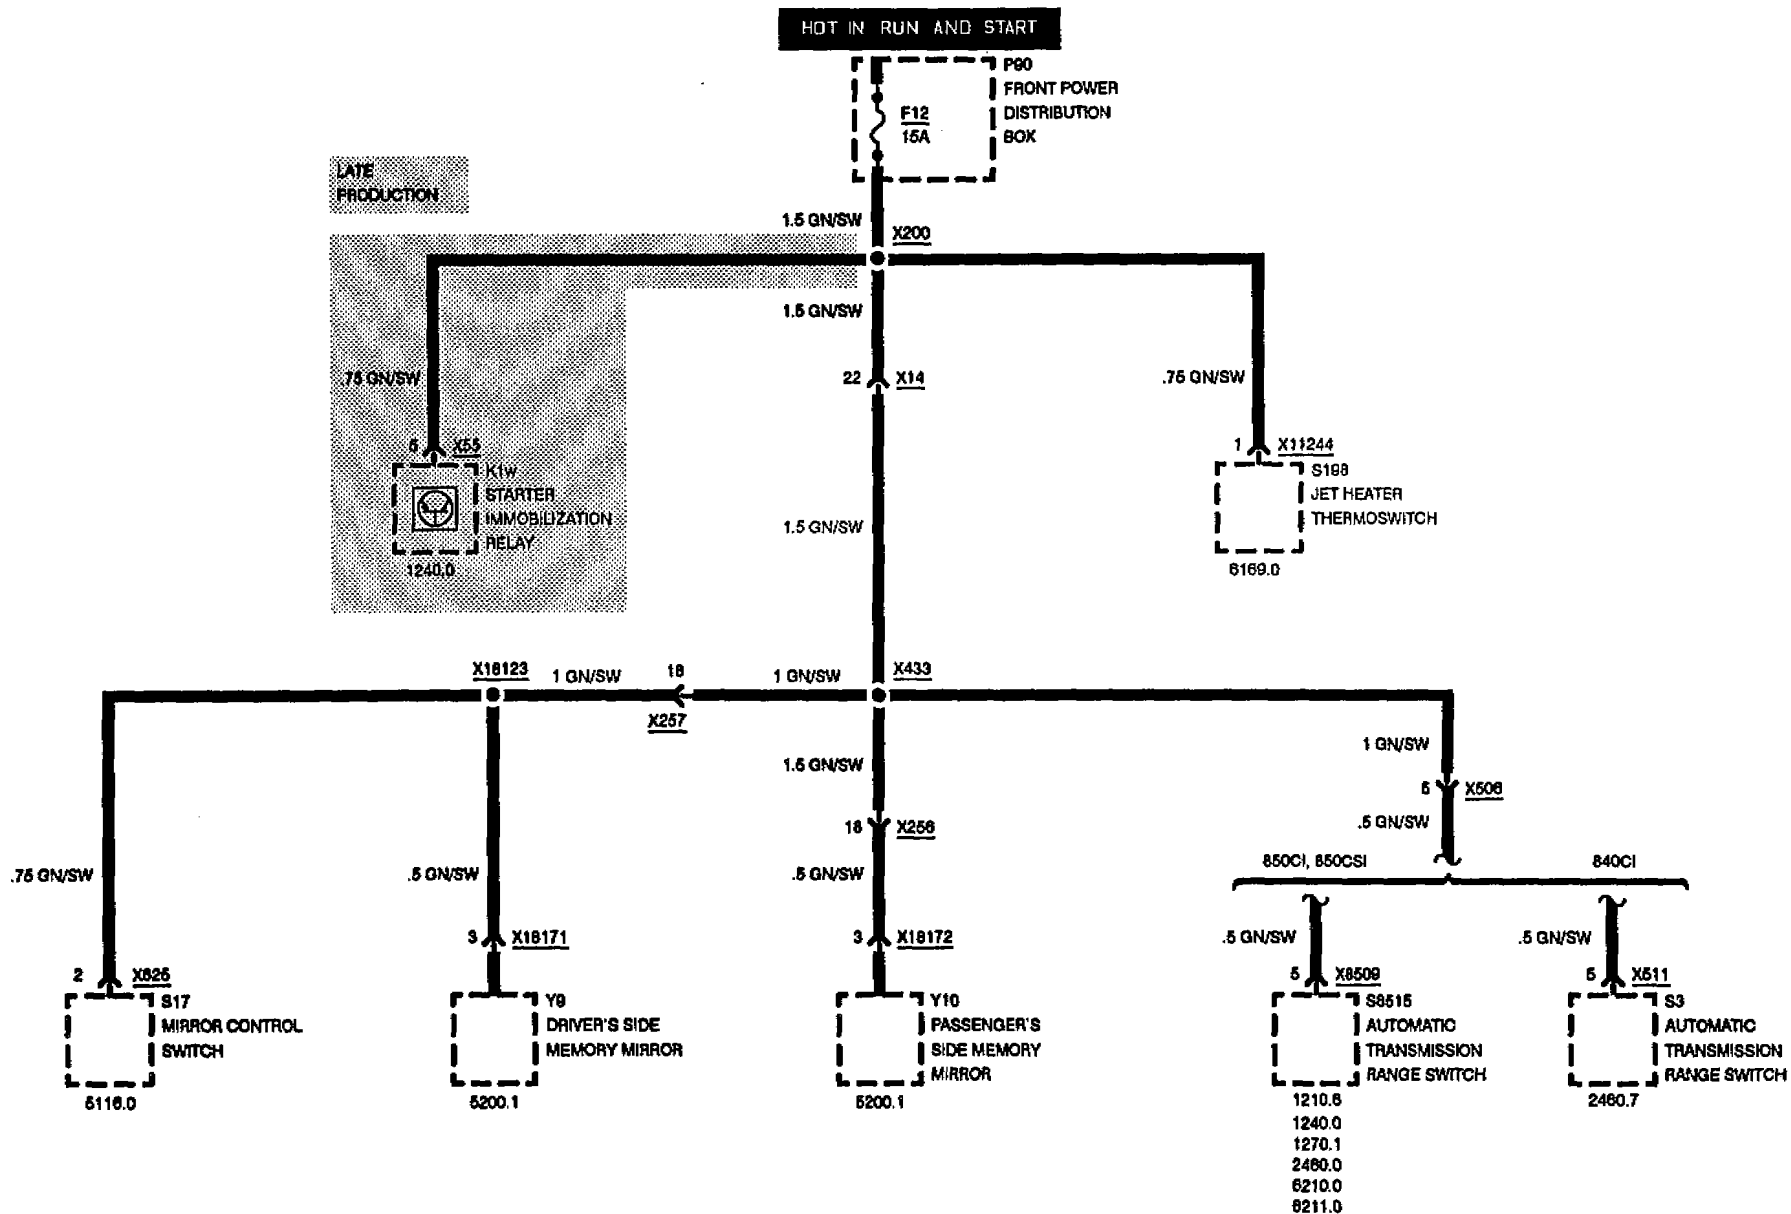 HOT IN RUN AND START
P90
FRONT POWER
DISTRIBUTION
BOX
F12
15A
LATE
PRODUCTION
1.5 GN/SW
X200
1.5 GN/SW
.75 GN/SW
22
X14
.75 GN/SW
5
X55
1
X11244
K1w
STARTER
IMMOBILIZATION
RELAY
1240.0
S198
JET HEATER
THERMOSWITCH
6169.0
1.5 GN/SW
X18123
1 GN/SW
18
X257
1 GN/SW
X433
1 GN/SW
1.5 GN/SW
5
X506
.5 GN/SW
18
X256
850CI, 850CSI
840CI
.75 GN/SW
.5 GN/SW
.5 GN/SW
.5 GN/SW
.5 GN/SW
3
X18171
3
X18172
2
X625
5
X8509
5
X511
S17
MIRROR CONTROL
SWITCH
5116.0
Y9
DRIVER'S SIDE
MEMORY MIRROR
5200.1
Y10
PASSENGER'S
SIDE MEMORY
MIRROR
5200.1
S8515
AUTOMATIC
TRANSMISSION
RANGE SWITCH
1210.6
1240.0
1270.1
2460.0
6210.0
6211.0
S3
AUTOMATIC
TRANSMISSION
RANGE SWITCH
2460.7